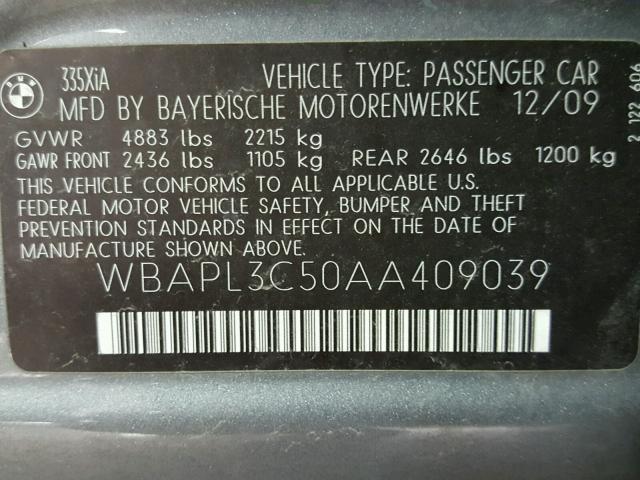 BMW
335XiA VEHICLE TYPE: PASSENGER CAR
MFD BY BAYERISCHE MOTORENWERKE 12/09
GVWR 4883 lbs 2215 kg
GAWR FRONT 2436 lbs 1105 kg REAR 2646 lbs 1200 kg
THIS VEHICLE CONFORMS TO ALL APPLICABLE U.S.
FEDERAL MOTOR VEHICLE SAFETY, BUMPER AND THEFT
PREVENTION STANDARDS IN EFFECT ON THE DATE OF
MANUFACTURE SHOWN ABOVE.
WBAPL3C50AA409039
2 122 606